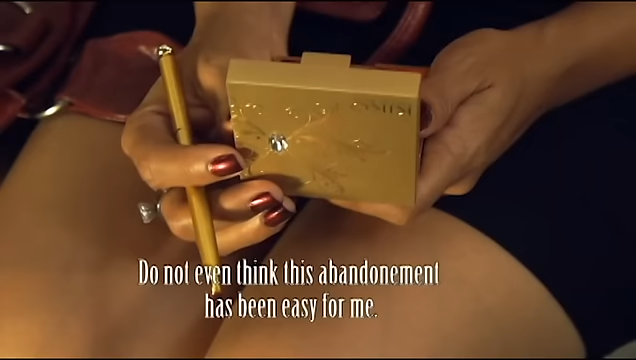 Do not even think this abandonement
has been easy for me.